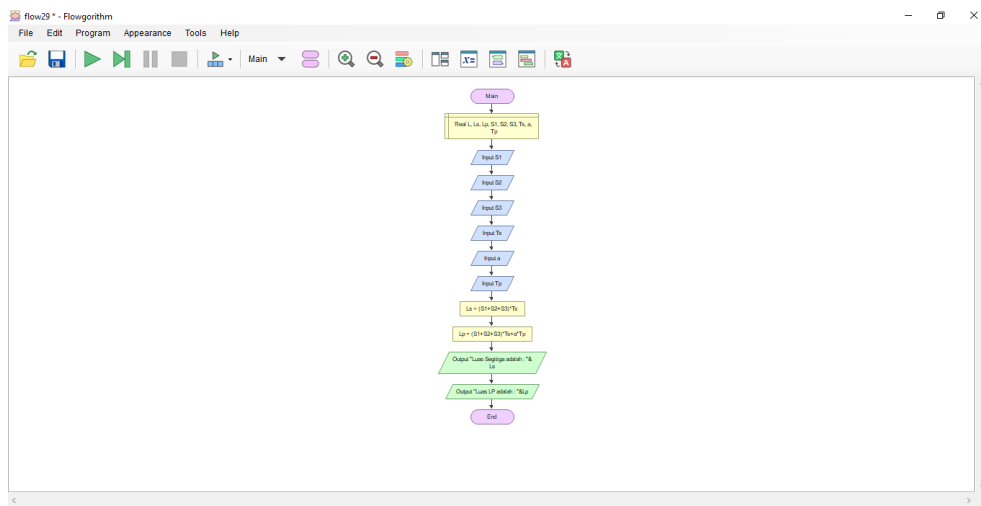 flow29 * - Flowgorithm
File Edit Program Appearance Tools Help
Main
Main
Real L, Ls, Lp, S1, S2, S3, Ts, a,
Tp
Input S1
Input S2
Input S3
Input Ts
Input a
Input Tp
Ls = (S1+S2+S3)*Ts
Lp = (S1+S2+S3)*Ts+a*Tp
Output "Luas Segitiga adalah : "&
Ls
Output "Luas LP adalah : "&Lp
End